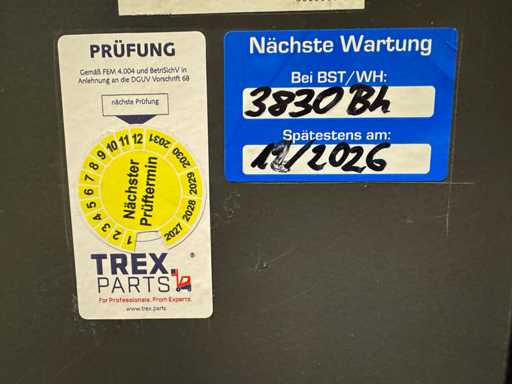 PRÜFUNG
Gemäß FEM 4.004 und BetriSichV in
Anlehnung an die DGUV Vorschrift 68
nächste Prüfung
1 2 3 4 5 6 7 8 9 10 11 12
2027 2028 2029 2030 2031
Nächster
Prüftermin
TREX.
PARTS
®
For Professionals. From Experts.
www.trex.parts
Nächste Wartung
Bei BST/WH:
3830 Bh
Spätestens am:
12/2026